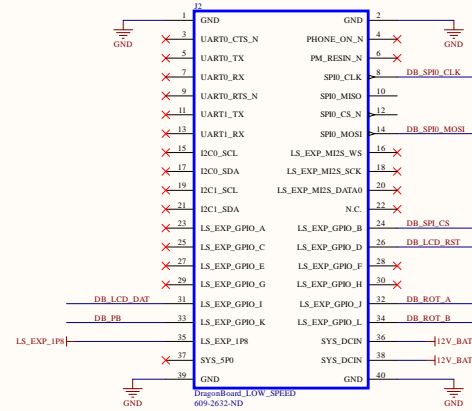 J2
1 GND GND 2
GND GND
3 UART0_CTS_N PHONE_ON_N 4
5 UART0_TX PM_RESIN_N 6
7 UART0_RX SPI0_CLK 8 DB_SPI0_CLK
9 UART0_RTS_N SPI0_MISO 10
11 UART1_TX SPI0_CS_N 12
13 UART1_RX SPI0_MOSI 14 DB_SPI0_MOSI
15 I2C0_SCL LS_EXP_MI2S_WS 16
17 I2C0_SDA LS_EXP_MI2S_SCK 18
19 I2C1_SCL LS_EXP_MI2S_DATA0 20
21 I2C1_SDA N.C. 22
23 LS_EXP_GPIO_A LS_EXP_GPIO_B 24 DB_SPI_CS
25 LS_EXP_GPIO_C LS_EXP_GPIO_D 26 DB_LCD_RST
27 LS_EXP_GPIO_E LS_EXP_GPIO_F 28
29 LS_EXP_GPIO_G LS_EXP_GPIO_H 30
DB_LCD_DAT 31 LS_EXP_GPIO_I LS_EXP_GPIO_J 32 DB_ROT_A
DB_PB 33 LS_EXP_GPIO_K LS_EXP_GPIO_L 34 DB_ROT_B
LS_EXP_1P8 35 LS_EXP_1P8 SYS_DCIN 36 12V_BAT
37 SYS_5P0 SYS_DCIN 38 12V_BAT
39 GND GND 40
GND GND
DragonBoard_LOW_SPEED
609-2632-ND